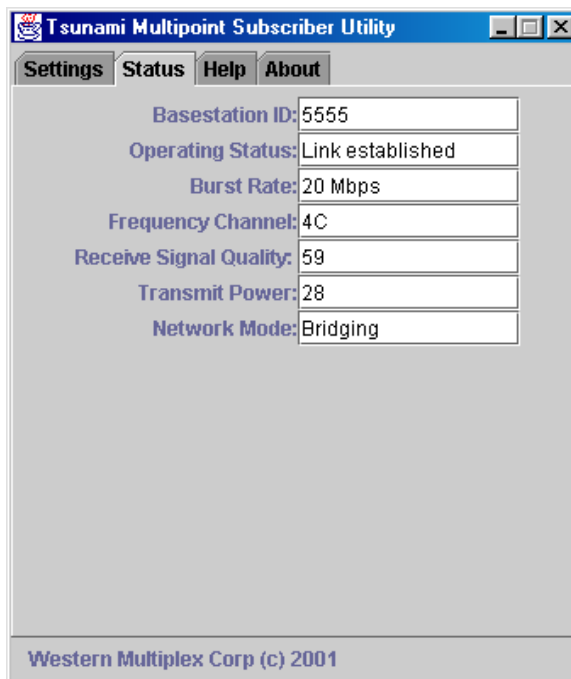 Tsunami Multipoint Subscriber Utility
Settings Status Help About
Basestation ID: 5555
Operating Status: Link established
Burst Rate: 20 Mbps
Frequency Channel: 4C
Receive Signal Quality: 59
Transmit Power: 28
Network Mode: Bridging
Western Multiplex Corp (c) 2001